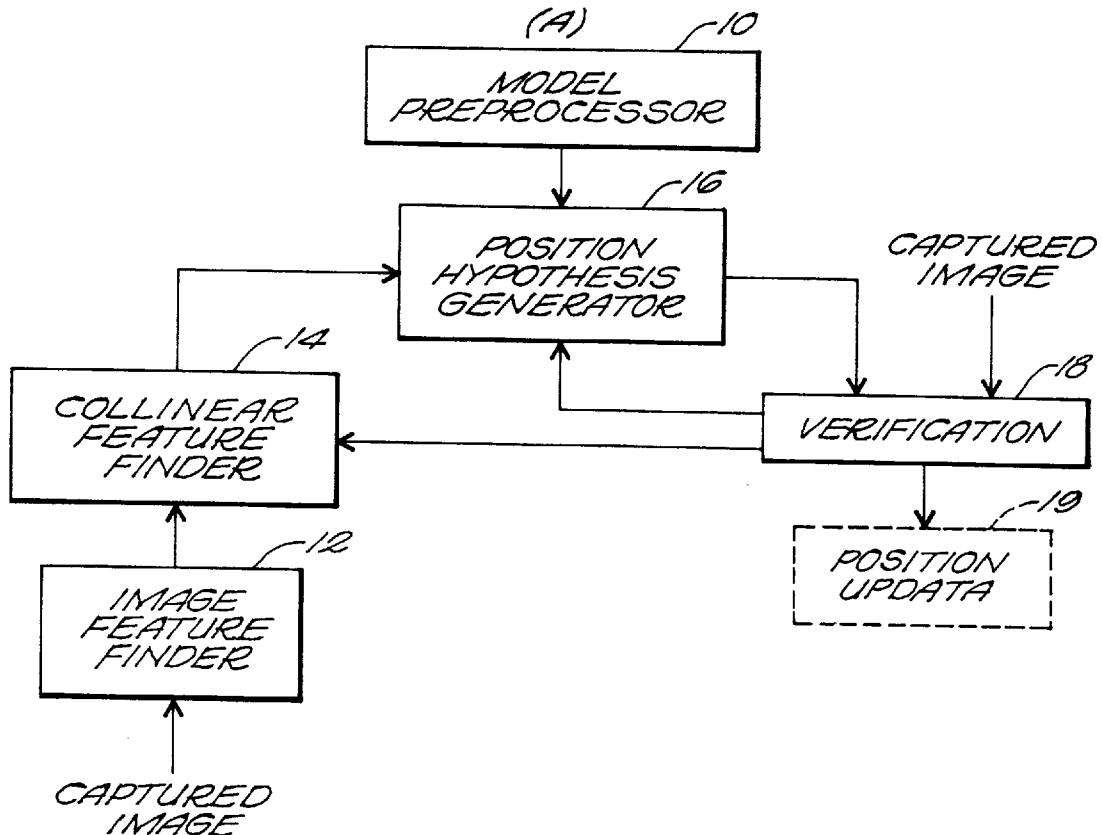 (A)
10
MODEL
PREPROCESSOR
16
POSITION
HYPOTHESIS
GENERATOR
CAPTURED
IMAGE
14
COLLINEAR
FEATURE
FINDER
18
VERIFICATION
12
IMAGE
FEATURE
FINDER
19
POSITION
UPDATA
CAPTURED
IMAGE